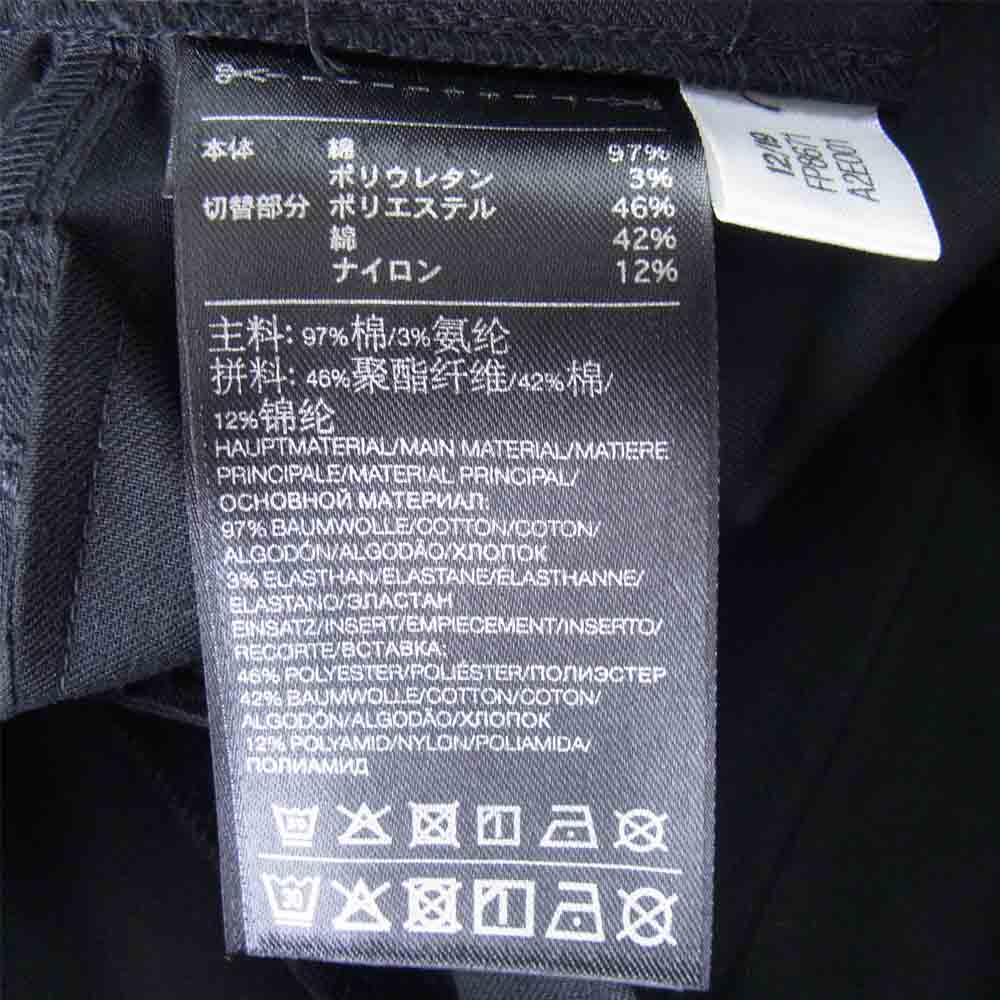 本体 綿 97%
ポリウレタン 3%
切替部分 ポリエステル 46%
綿 42%
ナイロン 12%
主料: 97%棉/3%氨纶
拼料: 46%聚酯纤维/42%棉/
12%锦纶
HAUPTMATERIAL/MAIN MATERIAL/MATIERE
PRINCIPALE/MATERIAL PRINCIPAL/
ОСНОВНОЙ МАТЕРИАЛ:
97% BAUMWOLLE/COTTON/COTON/
ALGODÓN/ALGODÃO/ХЛОПОК
3% ELASTHAN/ELASTANE/ÉLASTHANNE/
ELASTANO/ЭЛАСТАН
EINSATZ/INSERT/EMPIECEMENT/INSERTO/
RECORTE/ВСТАВКА:
46% POLYESTER/POLIÉSTER/ПОЛИЭСТЕР
42% BAUMWOLLE/COTTON/COTON/
ALGODÓN/ALGODÃO/ХЛОПОК
12% POLYAMID/NYLON/POLIAMIDA/
ПОЛИАМИД
30
30
12/19
FP8671
A2E001